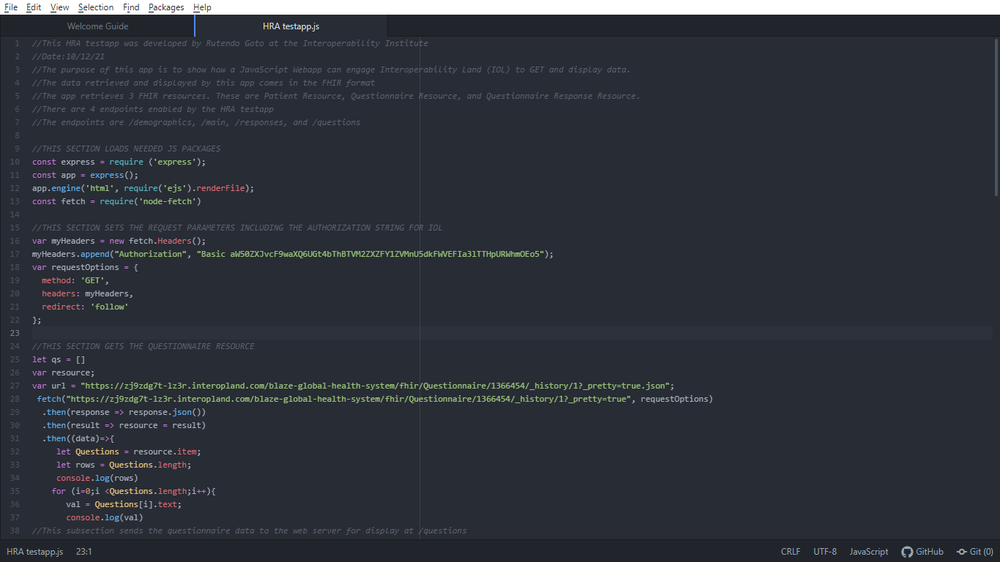 File Edit View Selection Find Packages Help
Welcome Guide HRA testapp.js
1 //This HRA testapp was developed by Rutendo Goto at the Interoperability Institute
2 //Date:10/12/21
3 //The purpose of this app is to show how a JavaScript Webapp can engage Interoperability Land (IOL) to GET and display data.
4 //The data retrieved and displayed by this app comes in the FHIR format
5 //The app retrieves 3 FHIR resources. These are Patient Resource, Questionnaire Resource, and Questionnaire Response Resource.
6 //There are 4 endpoints enabled by the HRA testapp
7 //The endpoints are /demographics, /main, /responses, and /questions
8
9 //THIS SECTION LOADS NEEDED JS PACKAGES
10 const express = require ('express');
11 const app = express();
12 app.engine('html', require('ejs').renderFile);
13 const fetch = require('node-fetch')
14
15 //THIS SECTION SETS THE REQUEST PARAMETERS INCLUDING THE AUTHORIZATION STRING FOR IOL
16 var myHeaders = new fetch.Headers();
17 myHeaders.append("Authorization", "Basic aW50ZXJvcF9waXQ6UGt4bThBTVM2ZXZFY1ZVMnU5dkFWVEFIa3lTTHpURWhmOEo5");
18 var requestOptions = {
19 method: 'GET',
20 headers: myHeaders,
21 redirect: 'follow'
22 };
23
24 //THIS SECTION GETS THE QUESTIONNAIRE RESOURCE
25 let qs = []
26 var resource;
27 var url = "https://zj9zdg7t-lz3r.interopland.com/blaze-global-health-system/fhir/Questionnaire/1366454/_history/1?_pretty=true.json";
28 fetch("https://zj9zdg7t-lz3r.interopland.com/blaze-global-health-system/fhir/Questionnaire/1366454/_history/1?_pretty=true", requestOptions)
29 .then(response => response.json())
30 .then(result => resource = result)
31 .then((data)=>{
32 let Questions = resource.item;
33 let rows = Questions.length;
34 console.log(rows)
35 for (i=0;i <Questions.length;i++){
36 val = Questions[i].text;
37 console.log(val)
38 //This subsection sends the questionnaire data to the web server for display at /questions
HRA testapp.js 23:1 CRLF UTF-8 JavaScript GitHub Git (0)